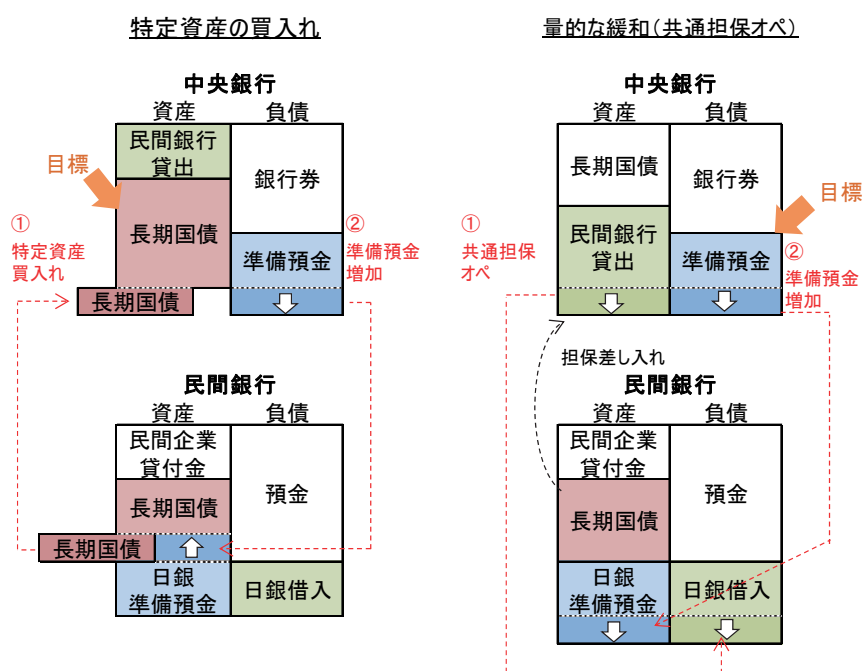 特定資産の買入れ
中央銀行
資産
負債
民間銀行
貸出
銀行券
目標
長期国債
①
特定資産
買入れ
準備預金
②
準備預金
増加
長期国債
民間銀行
資産
負債
民間企業
貸付金
預金
長期国債
長期国債
日銀
準備預金
日銀借入
量的な緩和(共通担保オペ)
中央銀行
資産
負債
長期国債
銀行券
目標
①
共通担保
オペ
民間銀行
貸出
準備預金
②
準備預金
増加
担保差し入れ
民間銀行
資産
負債
民間企業
貸付金
預金
長期国債
日銀
準備預金
日銀借入